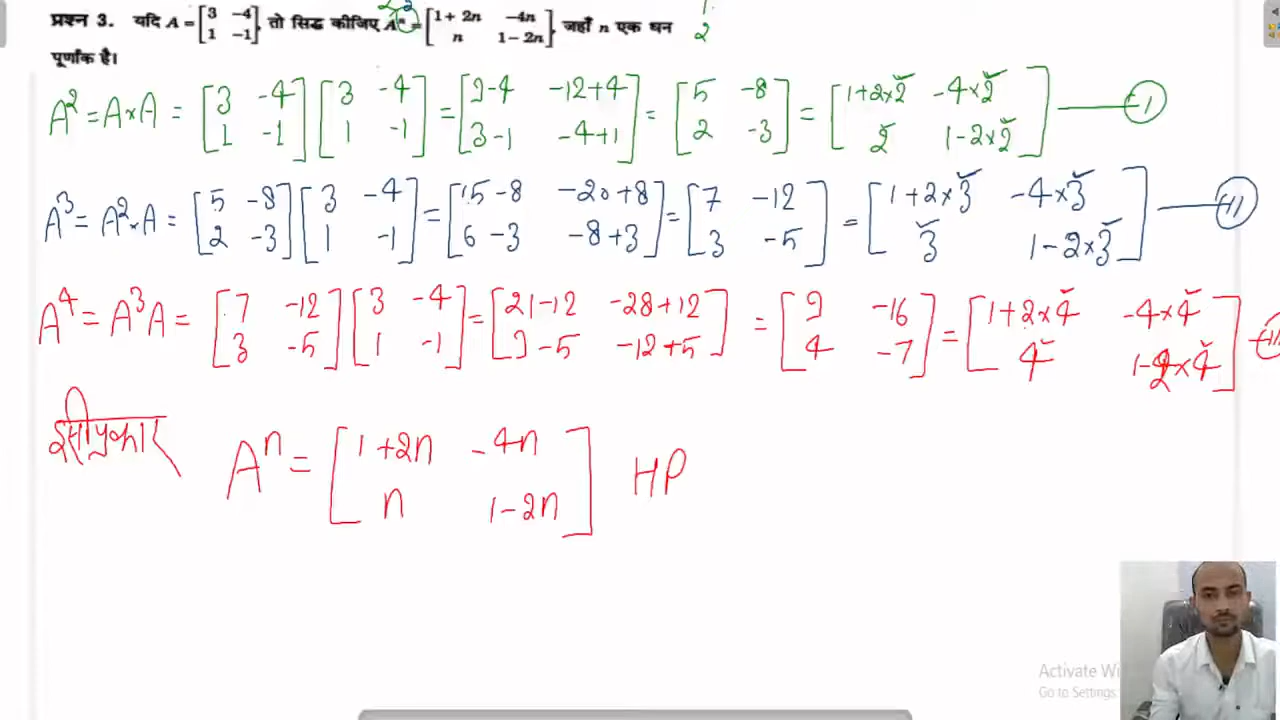 प्रश्न 3. यदि A = [3 -4 1 -1], तो सिद्ध कीजिए Aⁿ = [1+2n -4n n 1-2n], जहाँ n एक धन
पूर्णांक है।
A² = A×A = [3 -4 1 -1] [3 -4 1 -1] = [9-4 -12+4 3-1 -4+1] = [5 -8 2 -3] = [1+2×2 -4×2 2 1-2×2] — (I)
A³ = A²×A = [5 -8 2 -3] [3 -4 1 -1] = [15-8 -20+8 6-3 -8+3] = [7 -12 3 -5] = [1+2×3 -4×3 3 1-2×3] — (II)
A⁴ = A³A = [7 -12 3 -5] [3 -4 1 -1] = [21-12 -28+12 9-5 -12+5] = [9 -16 4 -7] = [1+2×4 -4×4 4 1-2×4] — (III)
इसीप्रकार
Aⁿ = [1+2n -4n n 1-2n] HP
Activate Wi
Go to Settings